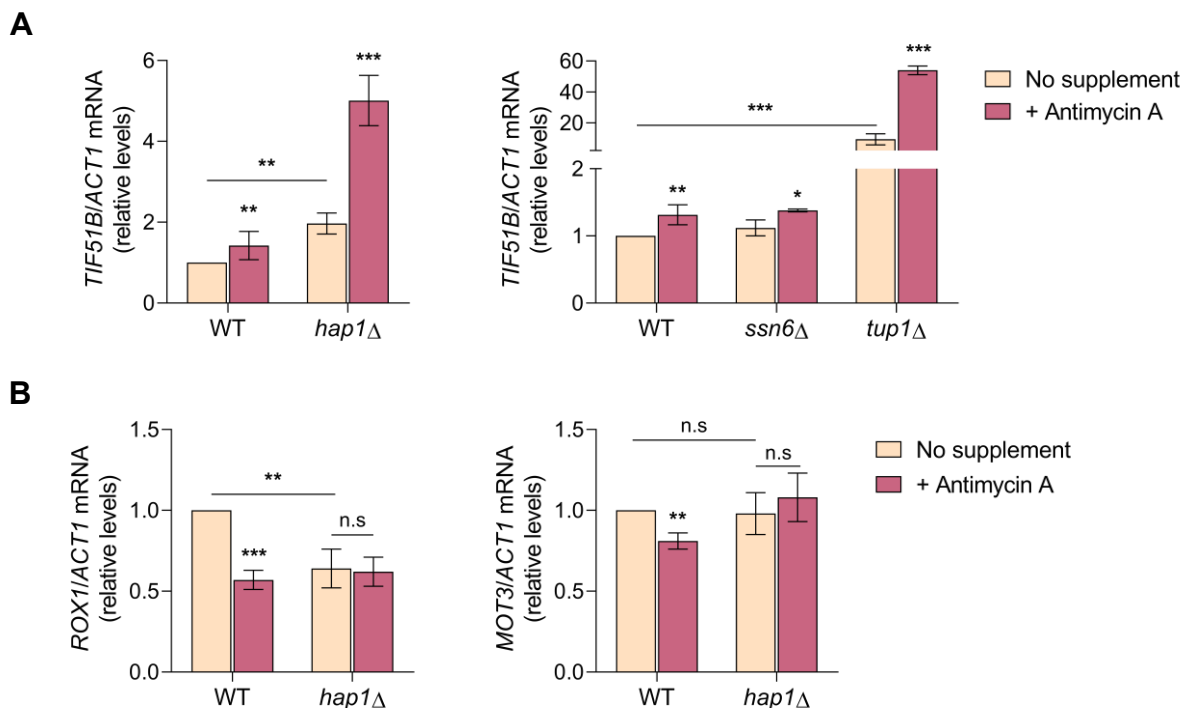 A
TIF51B/ACT1 mRNA
(relative levels)
6
4
2
0
**
**
***
WT
hap1Δ
TIF51B/ACT1 mRNA
(relative levels)
60
40
20
2
1
0
***
**
*
***
WT
ssn6Δ
tup1Δ
No supplement
+ Antimycin A
B
ROX1/ACT1 mRNA
(relative levels)
1.5
1.0
0.5
0.0
**
***
n.s
WT
hap1Δ
MOT3/ACT1 mRNA
(relative levels)
1.5
1.0
0.5
0.0
n.s
**
n.s
WT
hap1Δ
No supplement
+ Antimycin A